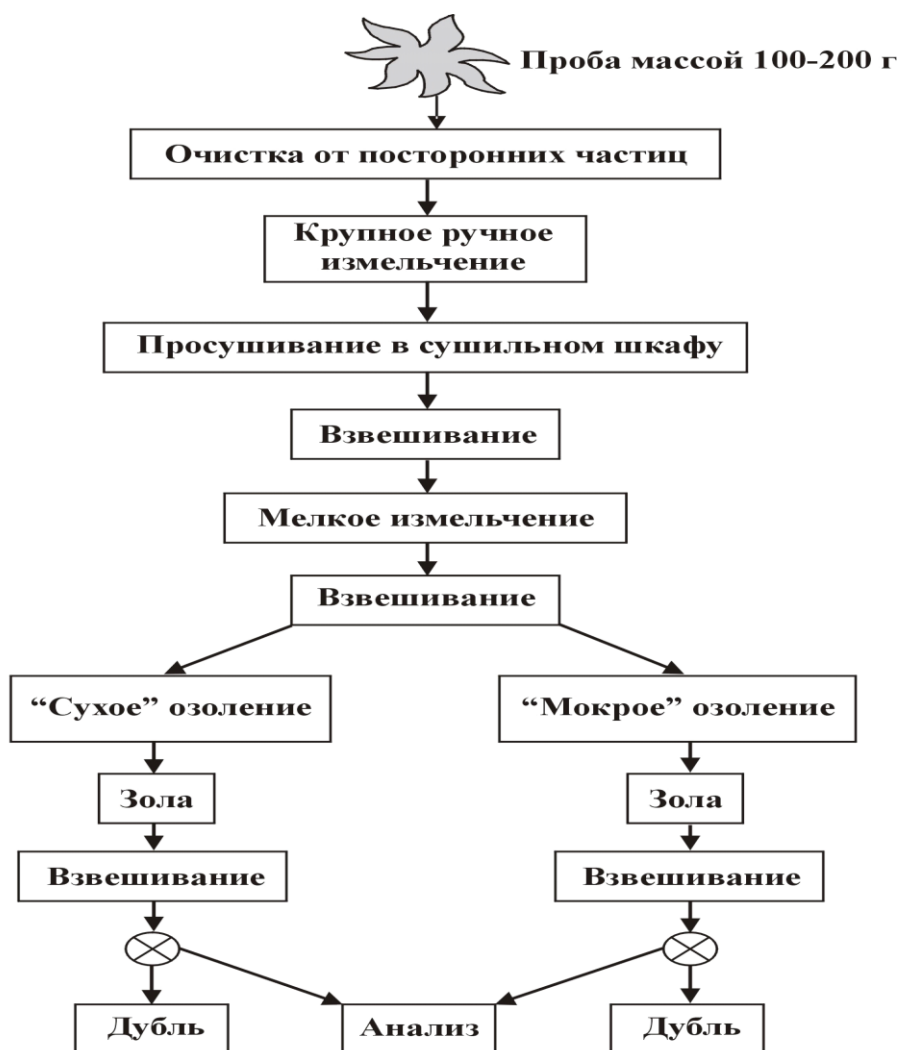 Проба массой 100-200 г
Очистка от посторонних частиц
Крупное ручное
измельчение
Просушивание в сушильном шкафу
Взвешивание
Мелкое измельчение
Взвешивание
“Сухое” озоление
“Мокрое” озоление
Зола
Зола
Взвешивание
Взвешивание
Дубль
Анализ
Дубль